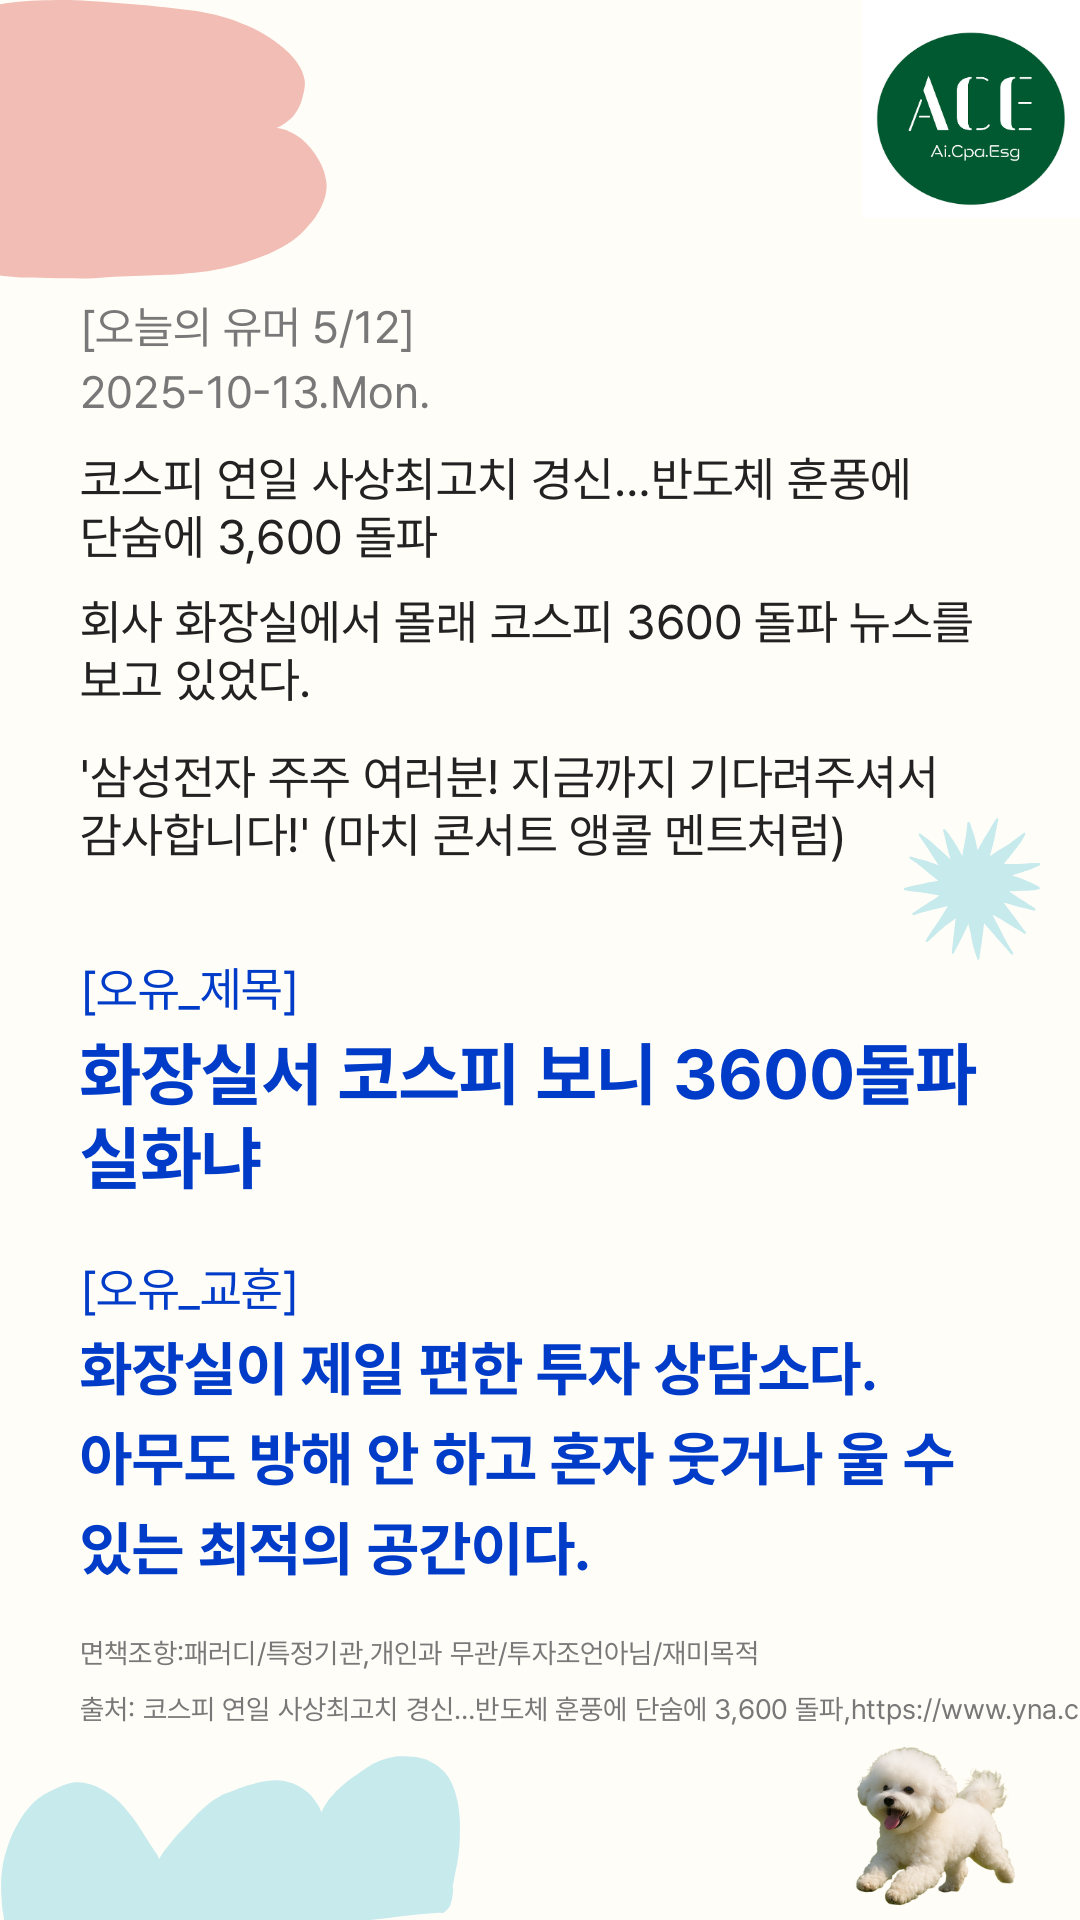 ACE
Ai.Cpa.Esg
[오늘의 유머 5/12]
2025-10-13.Mon.
코스피 연일 사상최고치 경신...반도체 훈풍에
단숨에 3,600 돌파
회사 화장실에서 몰래 코스피 3600 돌파 뉴스를
보고 있었다.
'삼성전자 주주 여러분! 지금까지 기다려주셔서
감사합니다!' (마치 콘서트 앵콜 멘트처럼)
[오유_제목]
화장실서 코스피 보니 3600돌파
실화냐
[오유_교훈]
화장실이 제일 편한 투자 상담소다.
아무도 방해 안 하고 혼자 웃거나 울 수
있는 최적의 공간이다.
면책조항:패러디/특정기관,개인과 무관/투자조언아님/재미목적
출처: 코스피 연일 사상최고치 경신...반도체 훈풍에 단숨에 3,600 돌파,https://www.yna.c